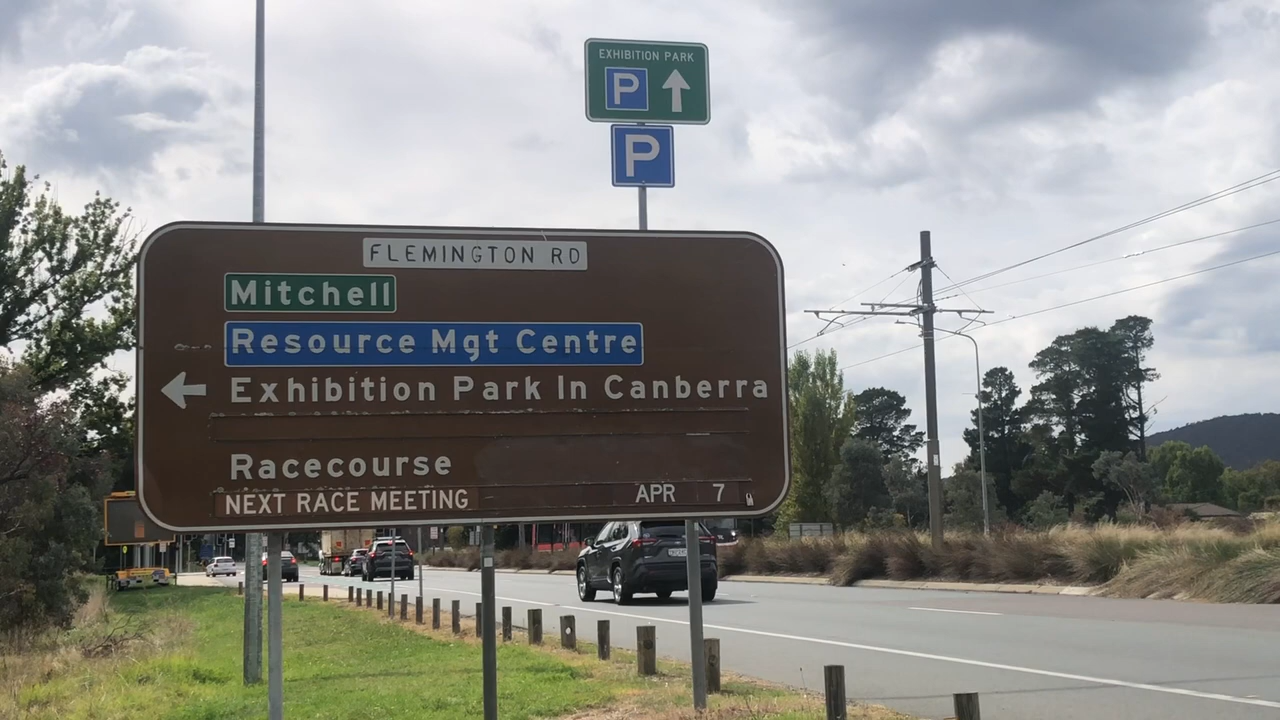 EXHIBITION PARK
P
P
FLEMINGTON RD
Mitchell
Resource Mgt Centre
Exhibition Park In Canberra
Racecourse
NEXT RACE MEETING APR 7